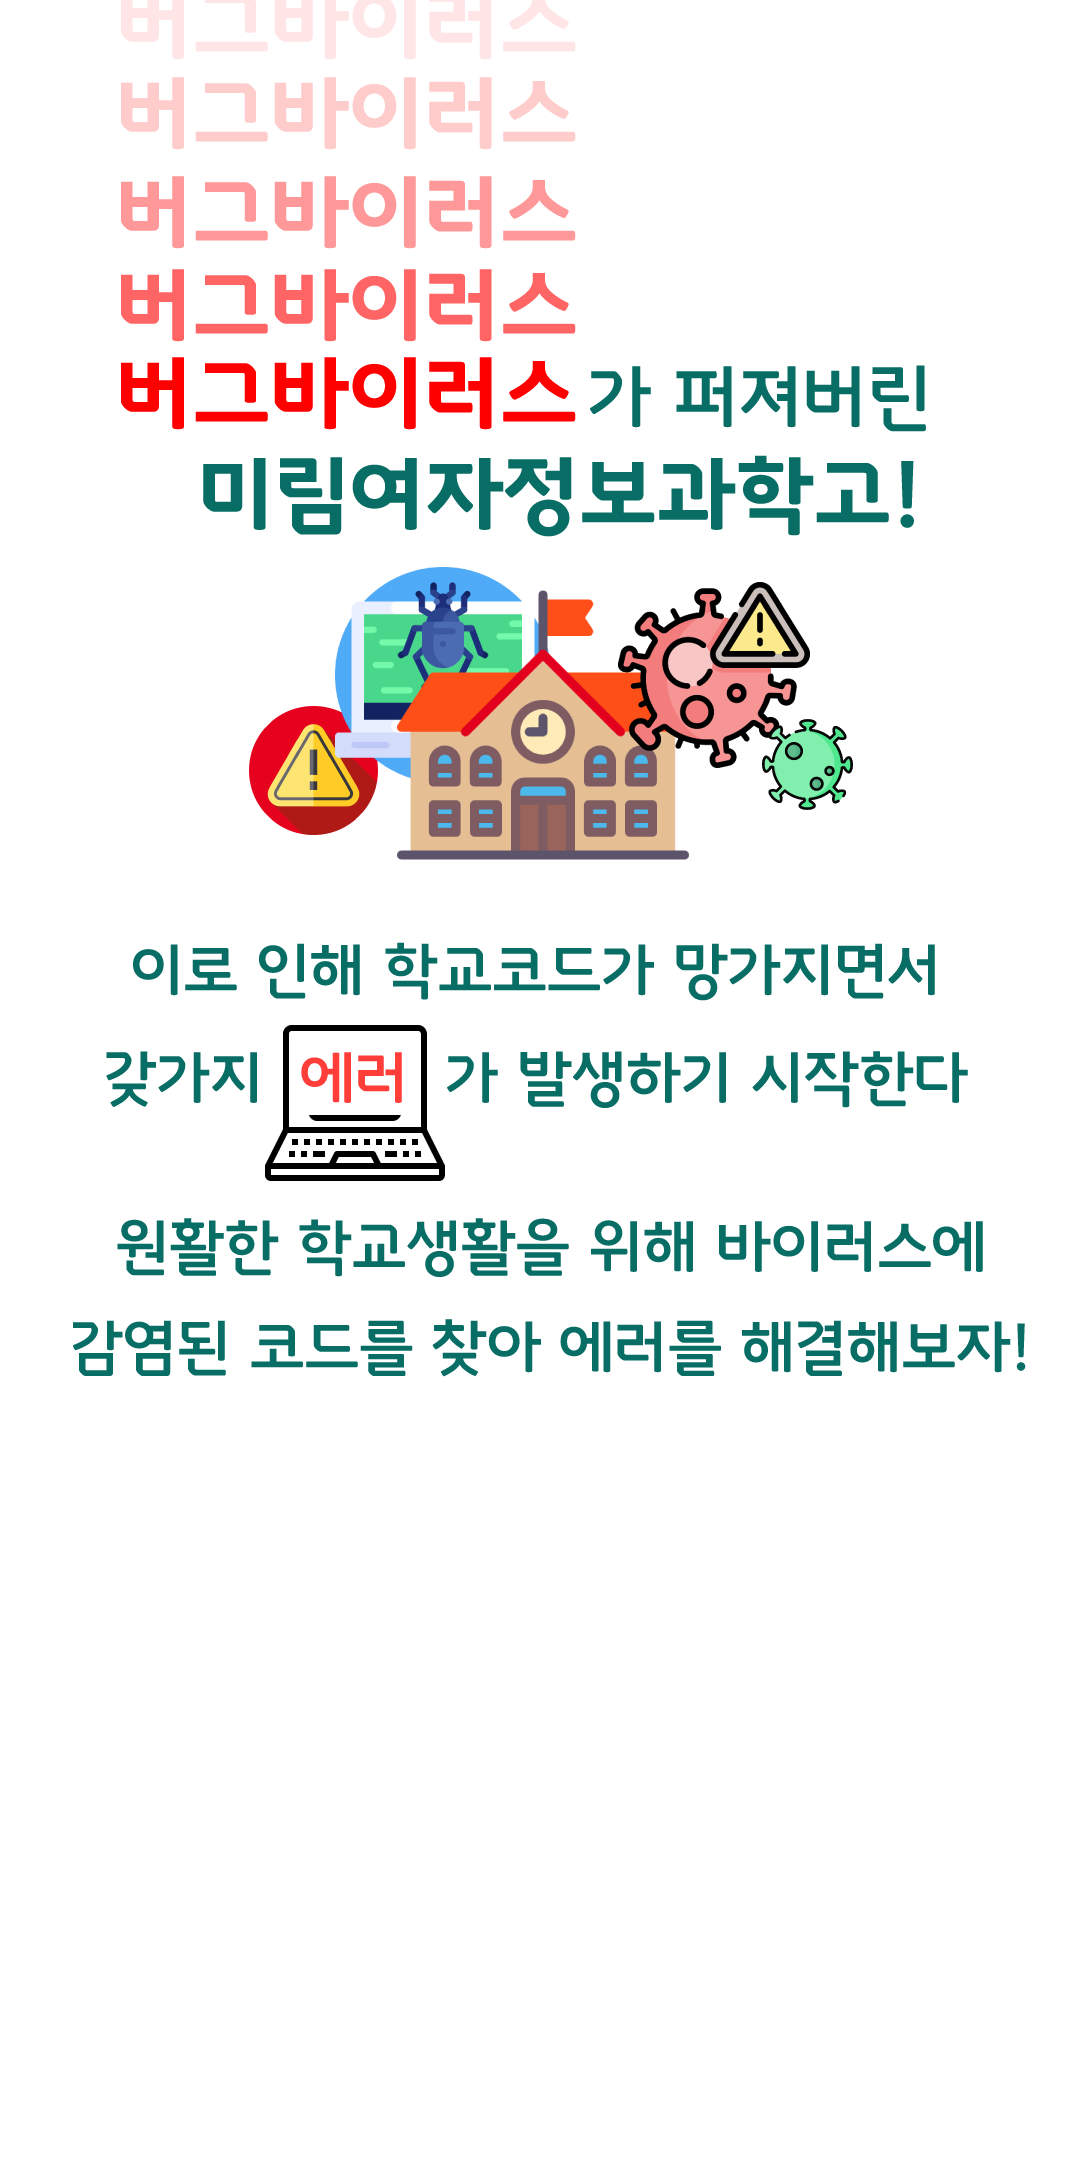 버그바이러스
버그바이러스
버그바이러스
버그바이러스
버그바이러스가 퍼져버린
미림여자정보과학고!
이로 인해 학교코드가 망가지면서
갖가지 에러가 발생하기 시작한다
원활한 학교생활을 위해 바이러스에
감염된 코드를 찾아 에러를 해결해보자!